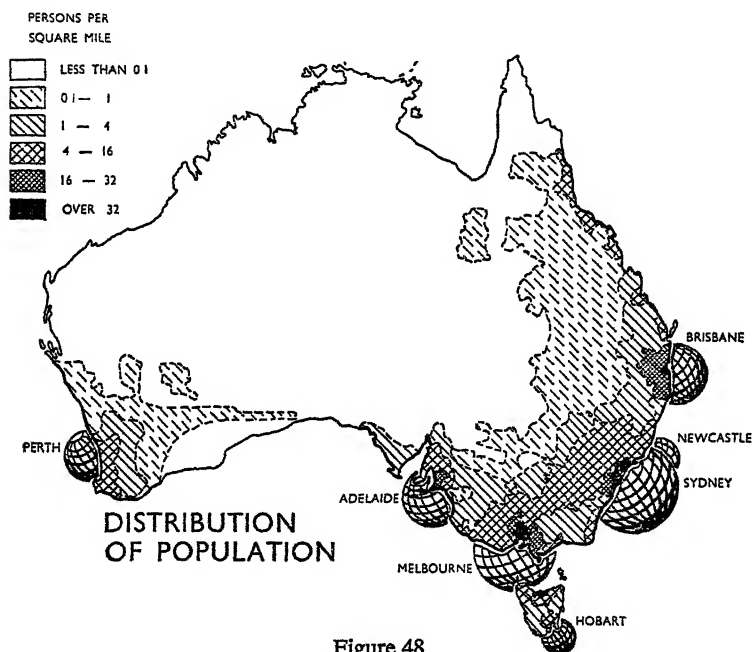 PERSONS PER
SQUARE MILE
LESS THAN 0 1
0 1 — 1
1 — 4
4 — 16
16 — 32
OVER 32
BRISBANE
NEWCASTLE
SYDNEY
PERTH
ADELAIDE
DISTRIBUTION
OF POPULATION
MELBOURNE
HOBART
Figure 48